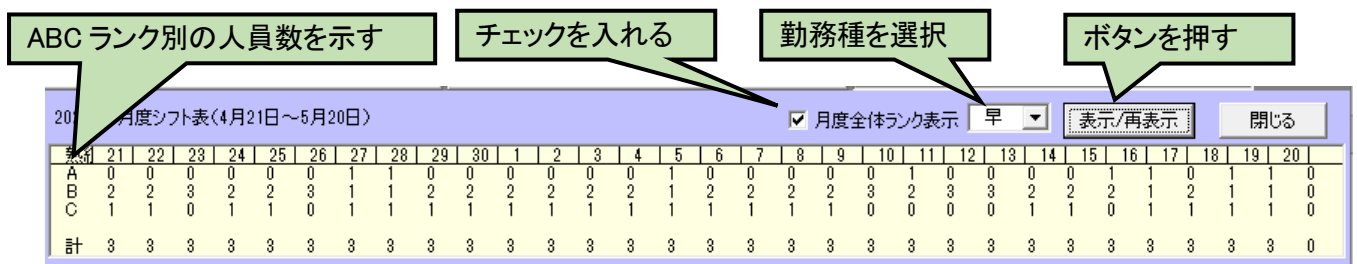 ABC ランク別の人員数を示す
チェックを入れる
勤務種を選択
ボタンを押す
20 月度シフト表(4月21日～5月20日)
月度全体ランク表示 早 表示/再表示 閉じる
21 22 23 24 25 26 27 28 29 30 1 2 3 4 5 6 7 8 9 10 11 12 13 14 15 16 17 18 19 20
A 0 0 0 0 0 0 1 1 0 0 0 0 0 0 1 0 0 0 0 0 1 0 0 0 0 1 1 0 1 1 0
B 2 2 3 2 2 3 1 1 2 2 2 2 2 2 1 2 2 2 2 3 2 3 3 2 2 2 1 2 1 1 0
C 1 1 0 1 1 0 1 1 1 1 1 1 1 1 1 1 1 1 1 0 0 0 0 1 1 0 1 1 1 1 0
計 3 3 3 3 3 3 3 3 3 3 3 3 3 3 3 3 3 3 3 3 3 3 3 3 3 3 3 3 3 3 0